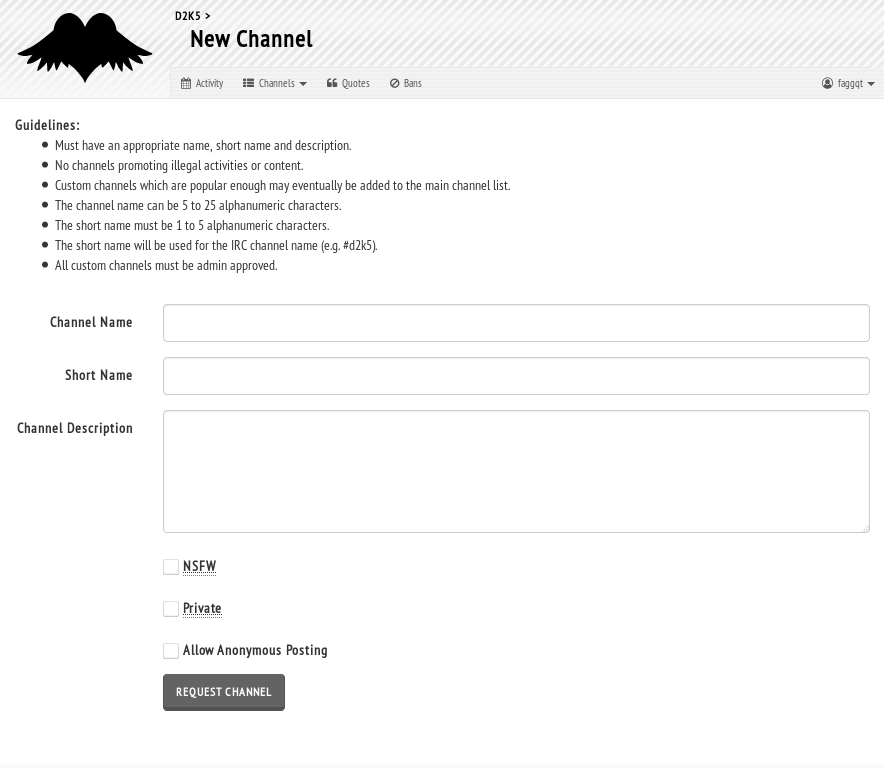 D2K5 >
New Channel
Activity Channels Quotes Bans faggqt
Guidelines:
Must have an appropriate name, short name and description.
No channels promoting illegal activities or content.
Custom channels which are popular enough may eventually be added to the main channel list.
The channel name can be 5 to 25 alphanumeric characters.
The short name must be 1 to 5 alphanumeric characters.
The short name will be used for the IRC channel name (e.g. #d2k5).
All custom channels must be admin approved.
Channel Name
Short Name
Channel Description
NSFW
Private
Allow Anonymous Posting
REQUEST CHANNEL